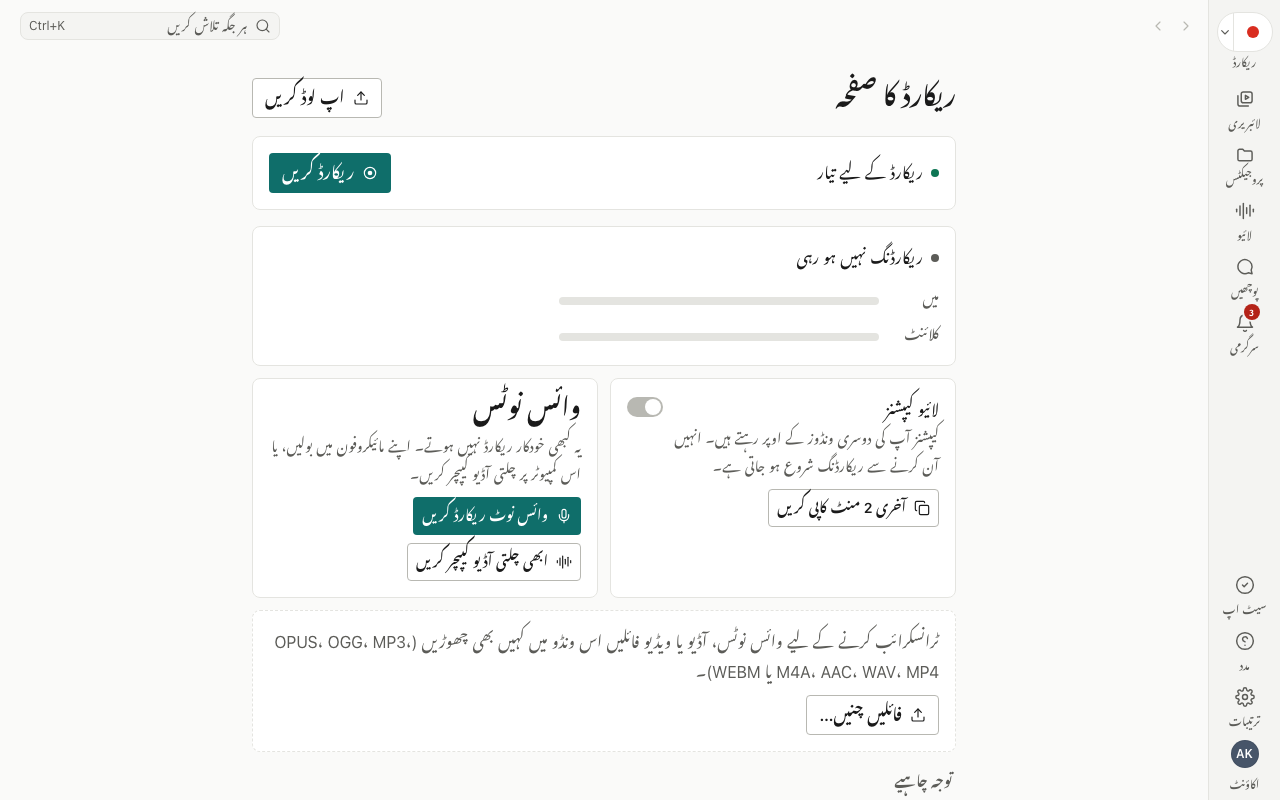 ہر جگہ تلاش کریں
Ctrl+K
ریکارڈ
لائبریری
پروجیکٹس
لائیو
پوچھیں
3
سرگرمی
سیٹ اپ
مدد
ترتیبات
AK
اکاؤنٹ
ریکارڈ کا صفحہ
اپ لوڈ کریں
ریکارڈ کے لیے تیار
ریکارڈ کریں
ریکارڈنگ نہیں ہو رہی
میں
کلائنٹ
لائیو کیپشنز
کیپشنز آپ کی دوسری ونڈوز کے اوپر رہتے ہیں۔ انہیں
آن کرنے سے ریکارڈنگ شروع ہو جاتی ہے۔
آخری 2 منٹ کاپی کریں
وائس نوٹس
یہ کبھی خودکار ریکارڈ نہیں ہوتے۔ اپنے مائیکروفون میں بولیں، یا
اس کمپیوٹر پر چلتی آڈیو کیپچر کریں۔
وائس نوٹ ریکارڈ کریں
ابھی چلتی آڈیو کیپچر کریں
ٹرانسکرائب کرنے کے لیے وائس نوٹس، آڈیو یا ویڈیو فائلیں اس ونڈو میں کہیں بھی چھوڑیں (OPUS، OGG، MP3،
M4A، AAC، WAV، MP4 یا WEBM)۔
فائلیں چنیں...
توجہ چاہیے